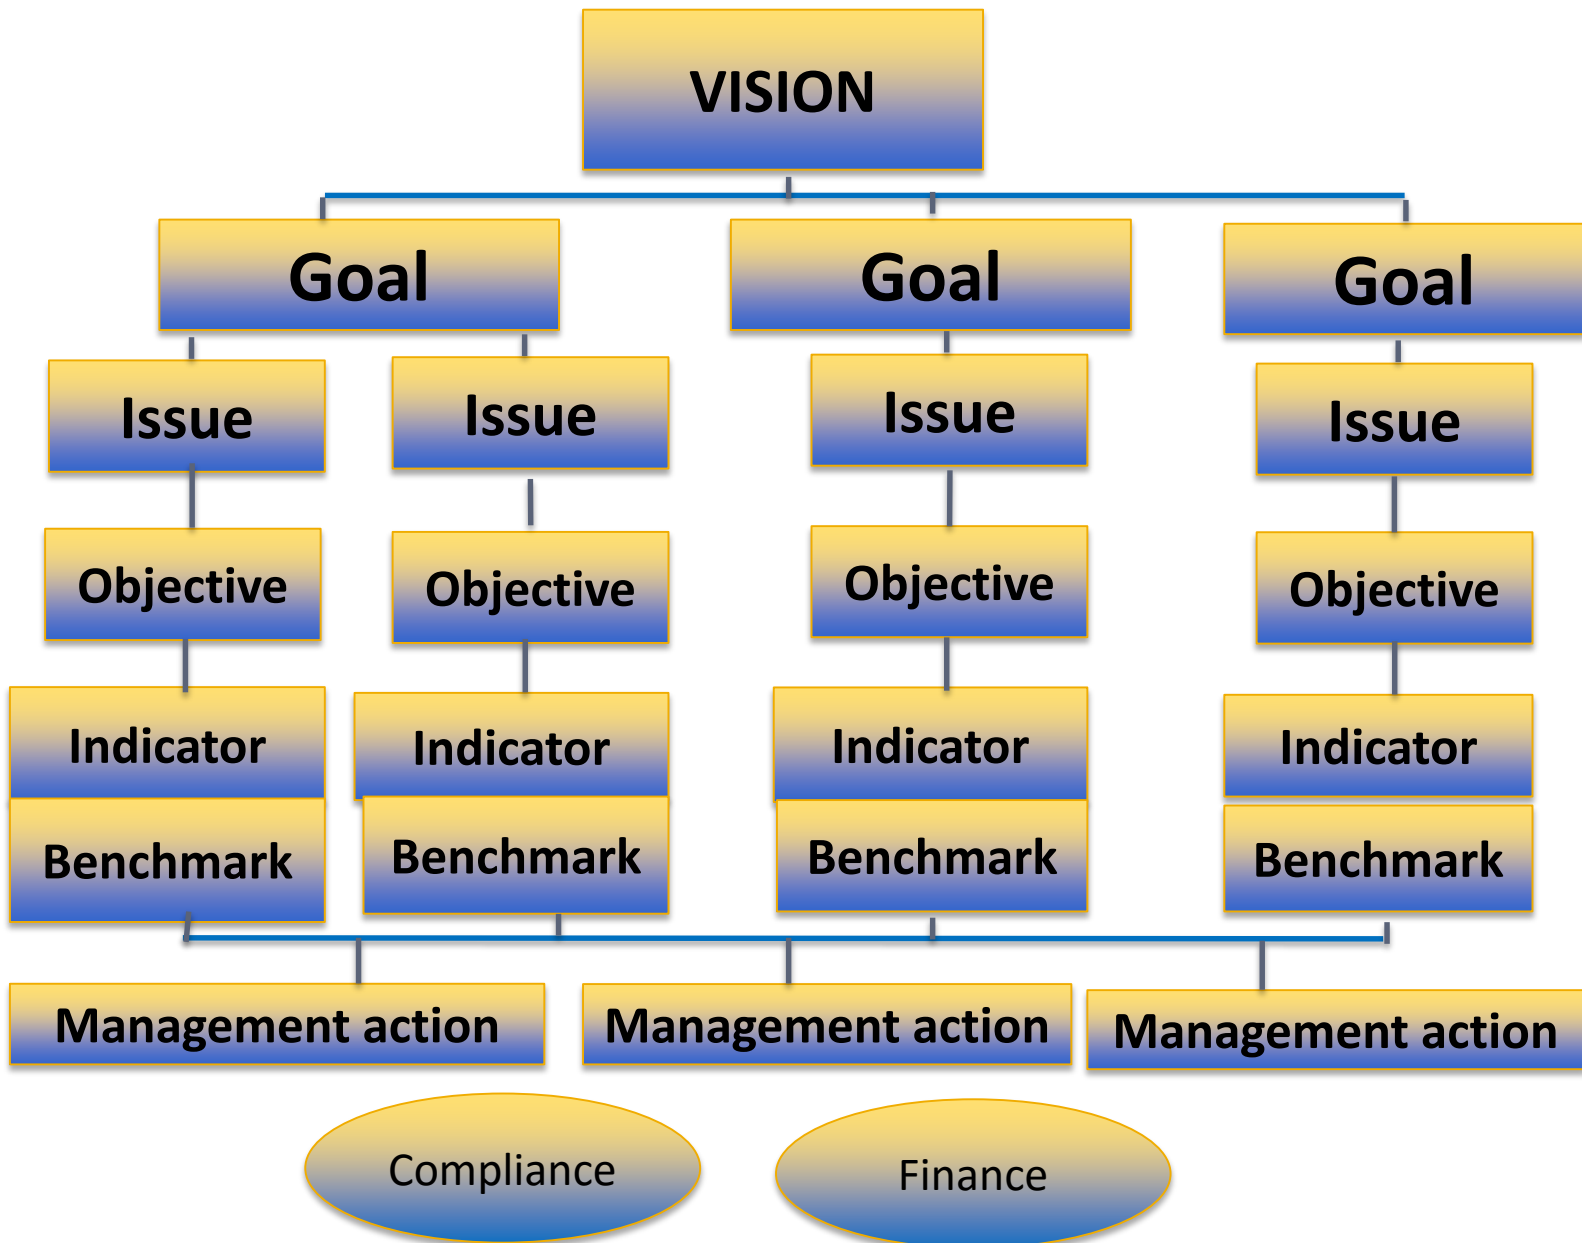 VISION
Goal
Goal
Goal
Issue
Issue
Issue
Issue
Objective
Objective
Objective
Objective
Indicator
Indicator
Indicator
Indicator
Benchmark
Benchmark
Benchmark
Benchmark
Management action
Management action
Management action
Compliance
Finance